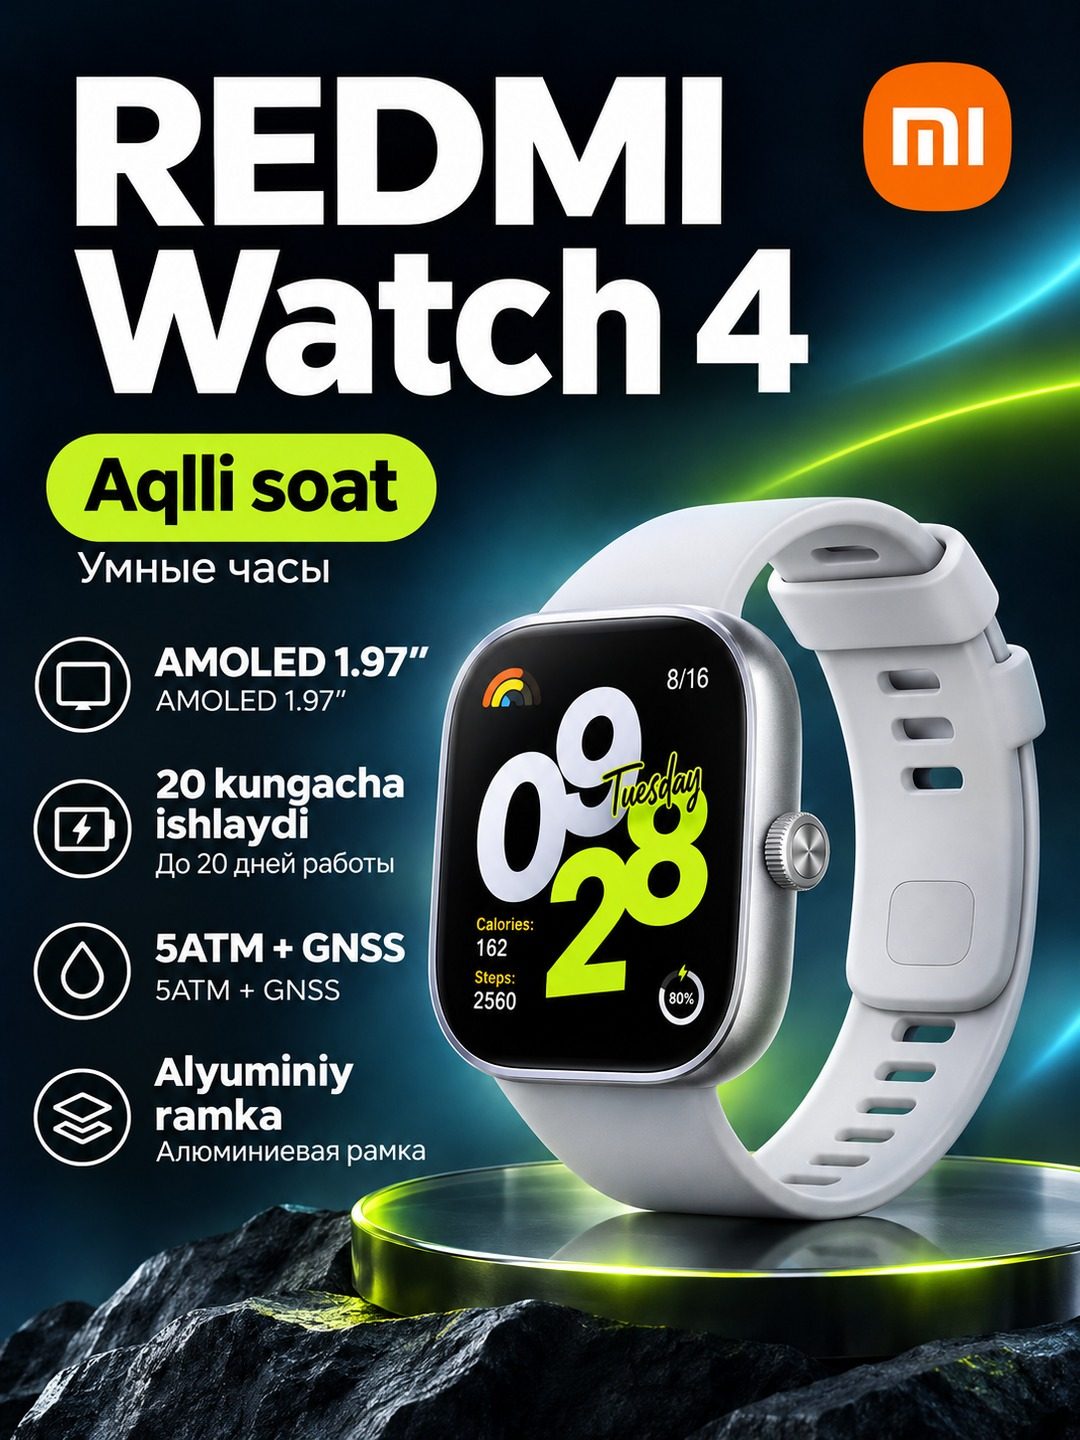 REDMI
Watch 4
mi
Aqlli soat
Умные часы
AMOLED 1.97”
AMOLED 1.97”
20 kungacha
ishlaydi
До 20 дней работы
5ATM + GNSS
5ATM + GNSS
Alyuminiy
ramka
Алюминиевая рамка
8/16
09
Tuesday
28
Calories:
162
Steps:
2560
80%